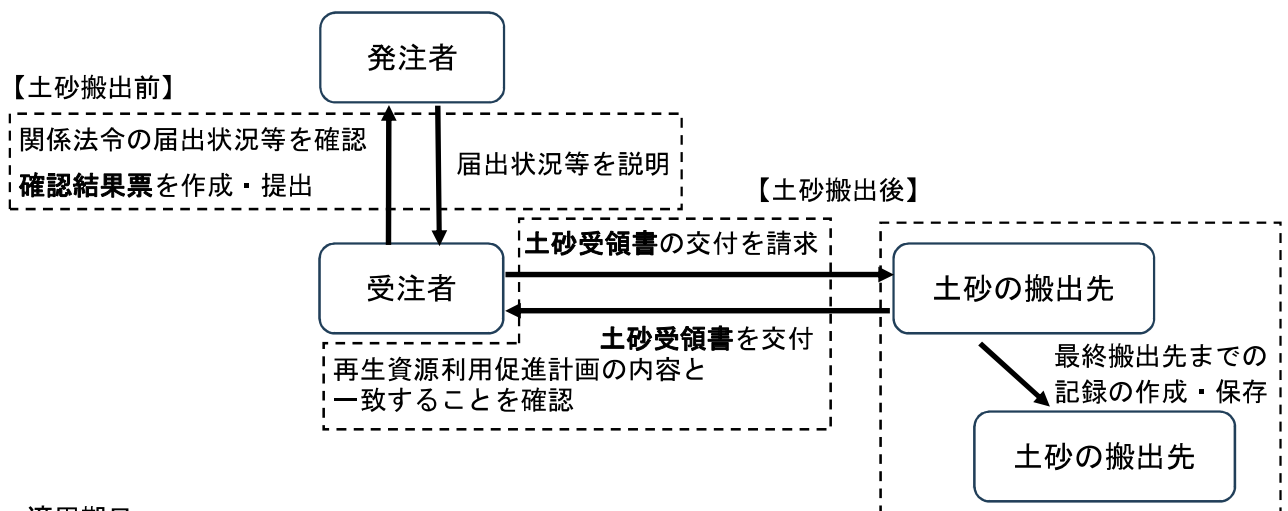 発注者
【土砂搬出前】
関係法令の届出状況等を確認
確認結果票を作成・提出
届出状況等を説明
【土砂搬出後】
土砂受領書の交付を請求
受注者
土砂の搬出先
土砂受領書を交付
再生資源利用促進計画の内容と
一致することを確認
最終搬出先までの
記録の作成・保存
土砂の搬出先